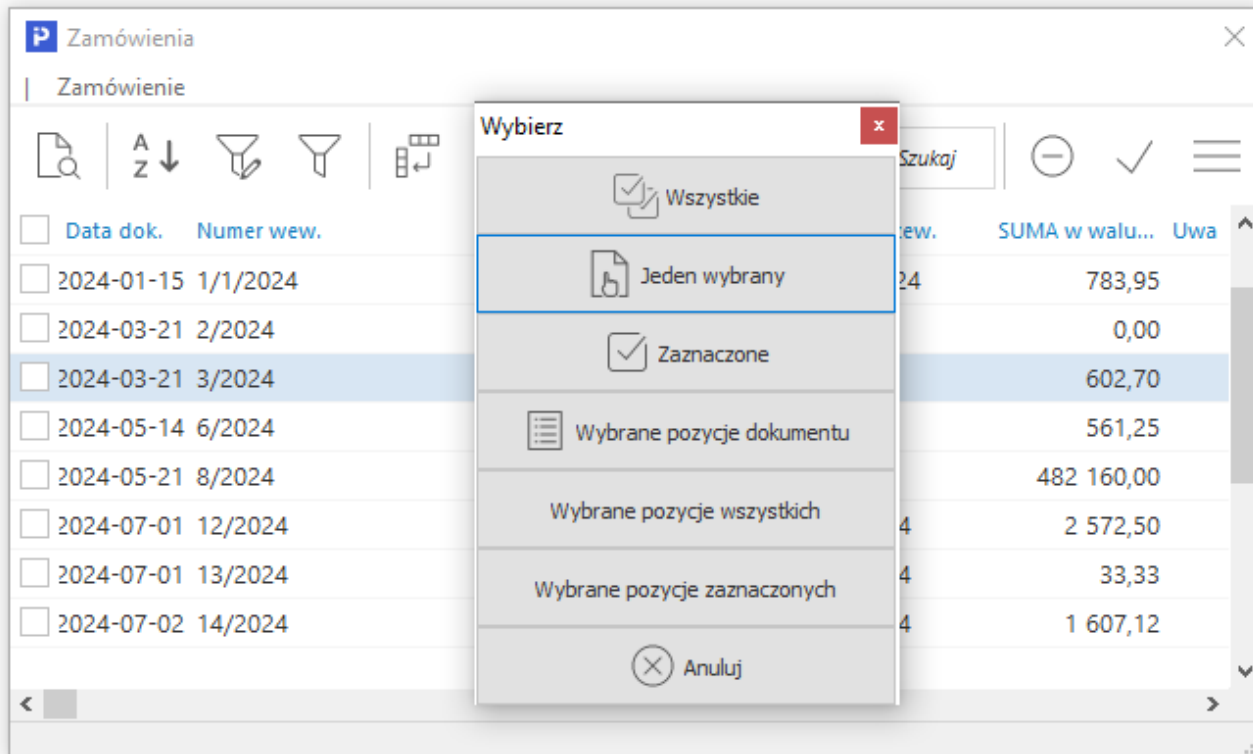 Zamówienia
| Zamówienie
Wybierz
Szukaj
Wszystkie
Data dok. Numer wew. SUMA w walu... Uwa
Jeden wybrany
2024-01-15 1/1/2024 24 783,95
2024-03-21 2/2024 0,00
Zaznaczone
2024-03-21 3/2024 602,70
2024-05-14 6/2024 561,25
Wybrane pozycje dokumentu
2024-05-21 8/2024 482 160,00
Wybrane pozycje wszystkich
2024-07-01 12/2024 4 2 572,50
2024-07-01 13/2024 4 33,33
Wybrane pozycje zaznaczonych
2024-07-02 14/2024 4 1 607,12
Anuluj